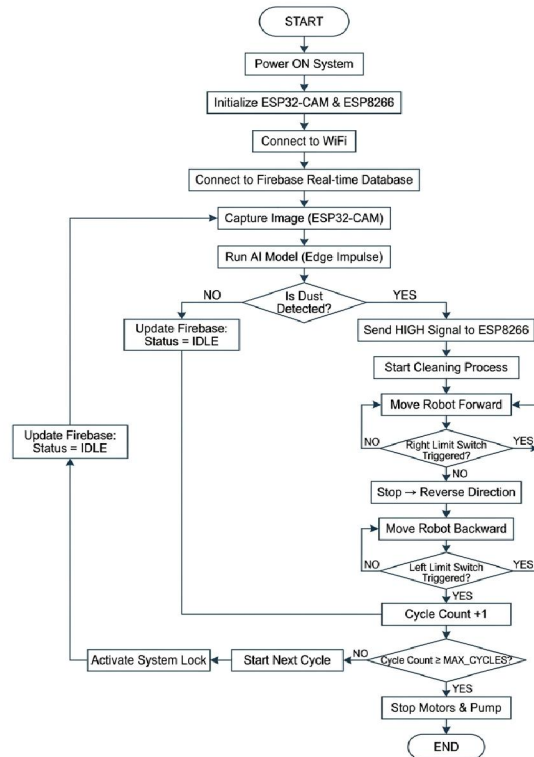 START
Power ON System
Initialize ESP32-CAM & ESP8266
Connect to WiFi
Connect to Firebase Real-time Database
Capture Image (ESP32-CAM)
Run AI Model (Edge Impulse)
Is Dust
Detected?
NO
YES
Update Firebase:
Status = IDLE
Send HIGH Signal to ESP8266
Start Cleaning Process
Move Robot Forward
Update Firebase:
Status = IDLE
NO
Right Limit Switch
Triggered?
YES
NO
Stop → Reverse Direction
Move Robot Backward
NO
Left Limit Switch
Triggered?
YES
YES
Cycle Count +1
Activate System Lock
Start Next Cycle
NO
Cycle Count ≥ MAX_CYCLES?
YES
Stop Motors & Pump
END